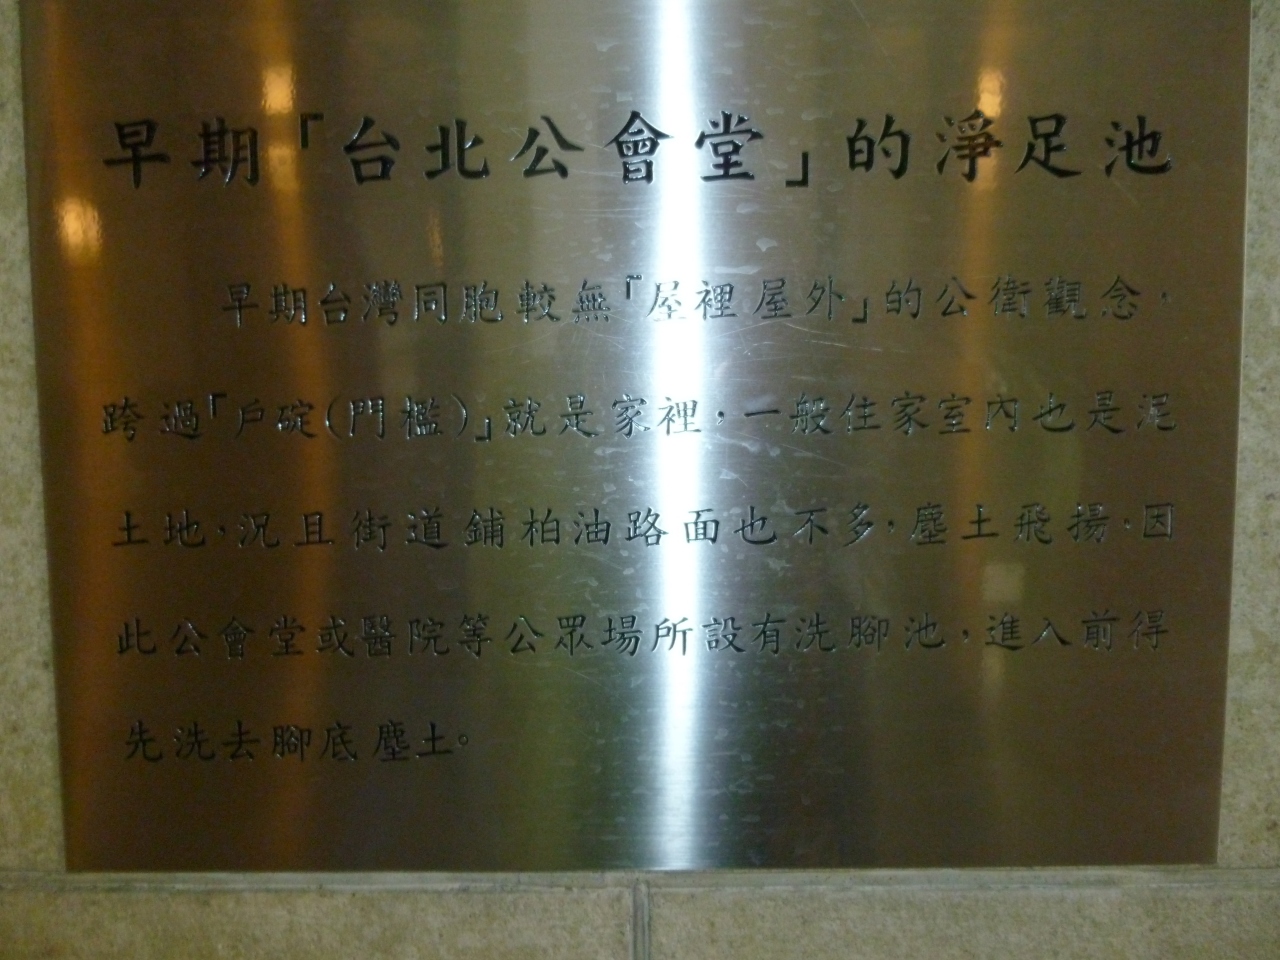 早期「台北公會堂」的淨足池
早期台灣同胞較無「屋裡屋外」的公衛觀念，
跨過「戶碇(門檻)」就是家裡，一般住家室內也是泥
土地，況且街道鋪柏油路面也不多，塵土飛揚，因
此公會堂或醫院等公眾場所設有洗腳池，進入前得
先洗去腳底塵土。